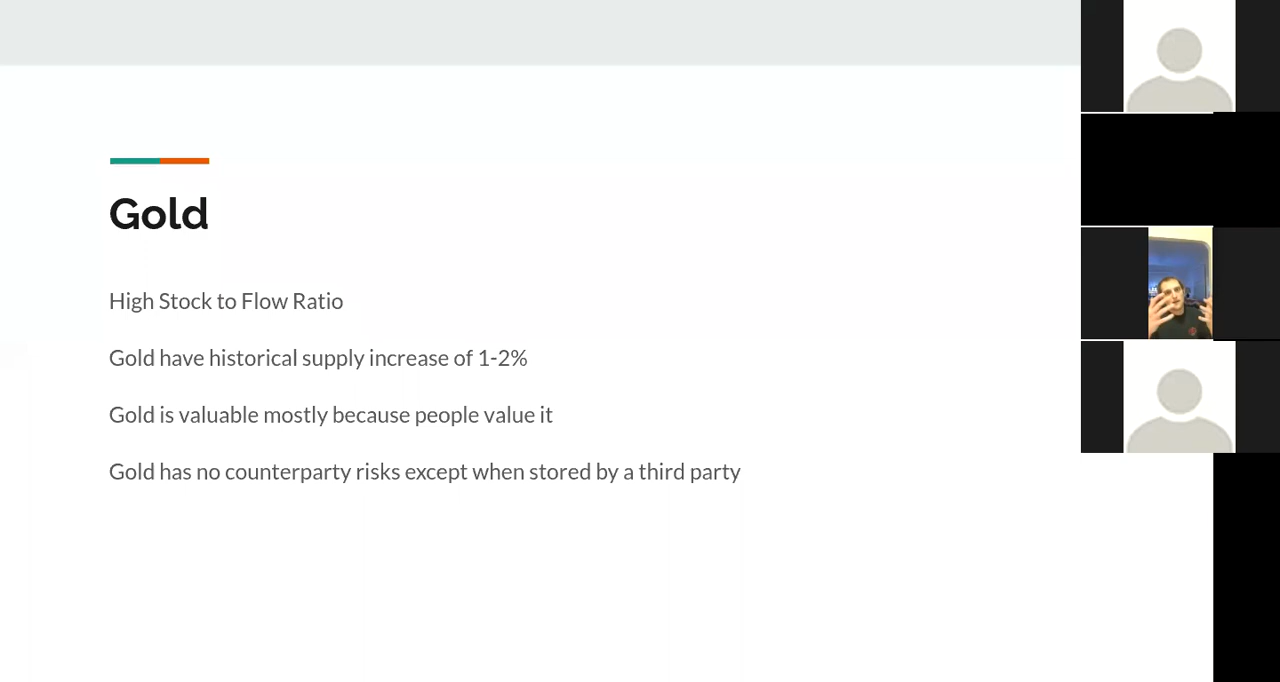 Gold
High Stock to Flow Ratio
Gold have historical supply increase of 1-2%
Gold is valuable mostly because people value it
Gold has no counterparty risks except when stored by a third party